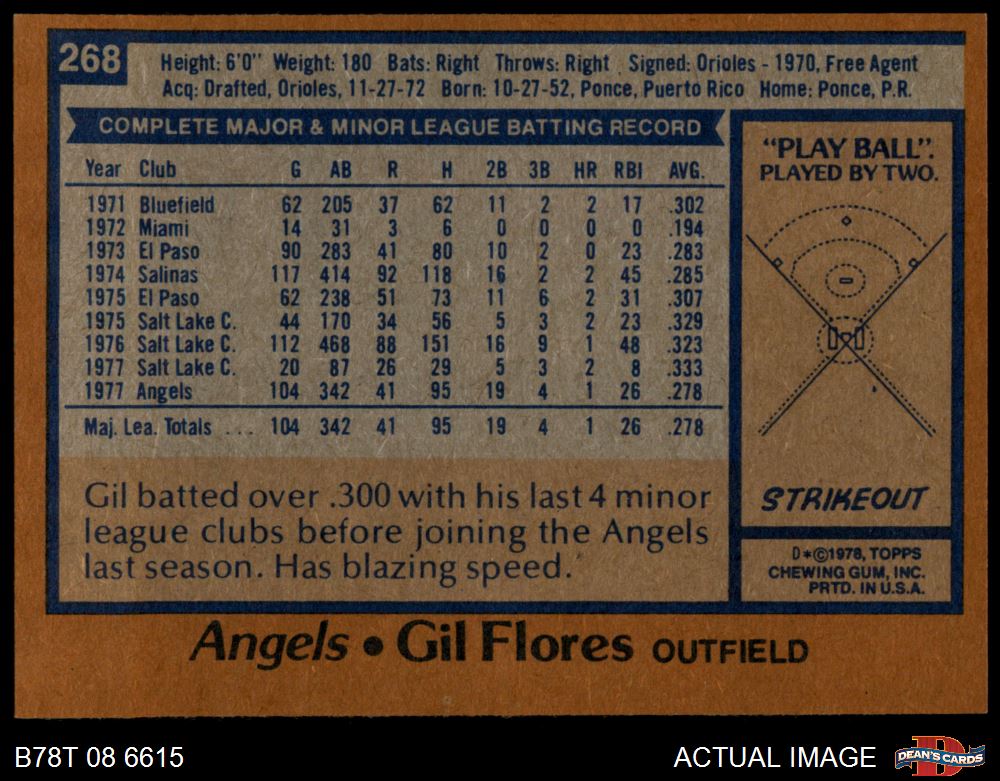 268
Height: 6'0" Weight: 180 Bats: Right Throws: Right Signed: Orioles - 1970, Free Agent
Acq: Drafted, Orioles, 11-27-72 Born: 10-27-52, Ponce, Puerto Rico Home: Ponce, P.R.
COMPLETE MAJOR & MINOR LEAGUE BATTING RECORD
Year Club G AB R H 2B 3B HR RBI AVG.
1971 Bluefield 62 205 37 62 11 2 2 17 .302
1972 Miami 14 31 3 6 0 0 0 0 .194
1973 El Paso 90 283 41 80 10 2 0 23 .283
1974 Salinas 117 414 92 118 16 2 2 45 .285
1975 El Paso 62 238 51 73 11 6 2 31 .307
1975 Salt Lake C. 44 170 34 56 5 3 2 23 .329
1976 Salt Lake C. 112 468 88 151 16 9 1 48 .323
1977 Salt Lake C. 20 87 26 29 5 3 2 8 .333
1977 Angels 104 342 41 95 19 4 1 26 .278
Maj. Lea. Totals ... 104 342 41 95 19 4 1 26 .278
Gil batted over .300 with his last 4 minor
league clubs before joining the Angels
last season. Has blazing speed.
"PLAY BALL".
PLAYED BY TWO.
STRIKEOUT
D*©1978, TOPPS
CHEWING GUM, INC.
PRTD. IN U.S.A.
Angels • Gil Flores OUTFIELD
B78T 08 6615
ACTUAL IMAGE
D
DEAN'S CARDS